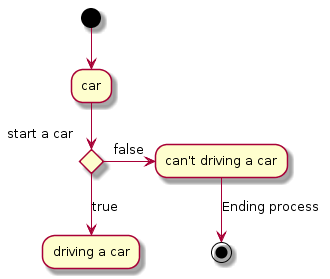 car
start a car
false
can't driving a car
true
Ending process
driving a car